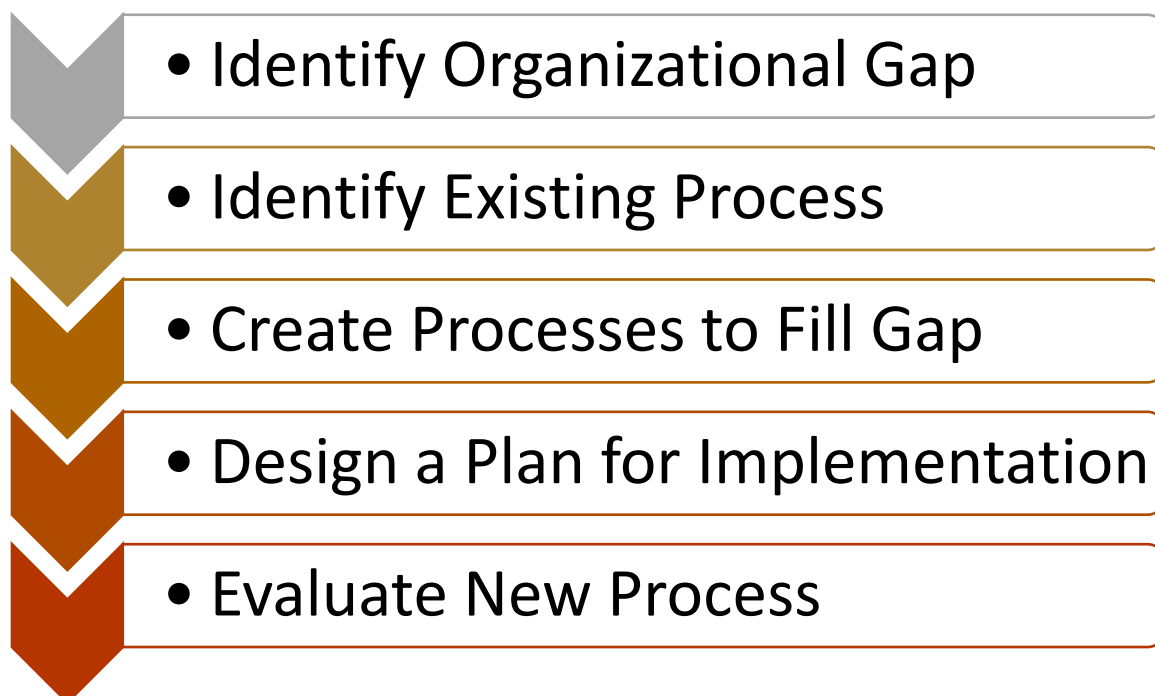 • Identify Organizational Gap
• Identify Existing Process
• Create Processes to Fill Gap
• Design a Plan for Implementation
• Evaluate New Process